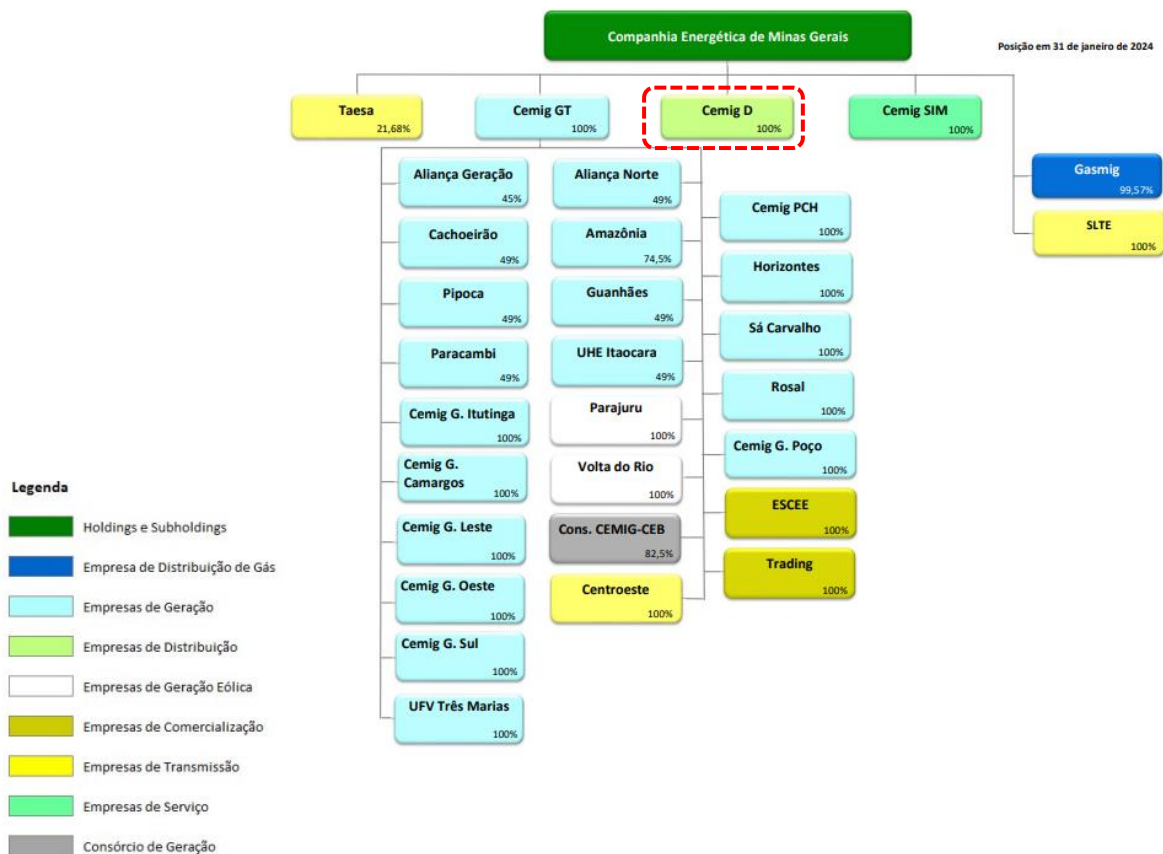 Companhia Energética de Minas Gerais
Posição em 31 de janeiro de 2024
Taesa
21,68%
Cemig GT
100%
Cemig D
100%
Cemig SIM
100%
Gasmig
99,57%
SLTE
100%
Aliança Geração
45%
Cachoeirão
49%
Pipoca
49%
Paracambi
49%
Cemig G. Itutinga
100%
Cemig G.
Camargos
100%
Cemig G. Leste
100%
Cemig G. Oeste
100%
Cemig G. Sul
100%
UFV Três Marias
100%
Aliança Norte
49%
Amazônia
74,5%
Guanhães
49%
UHE Itaocara
49%
Parajuru
100%
Volta do Rio
100%
Cons. CEMIG-CEB
82,5%
Centroeste
100%
Cemig PCH
100%
Horizontes
100%
Sá Carvalho
100%
Rosal
100%
Cemig G. Poço
100%
ESCEE
100%
Trading
100%
Legenda
Holdings e Subholdings
Empresa de Distribuição de Gás
Empresas de Geração
Empresas de Distribuição
Empresas de Geração Eólica
Empresas de Comercialização
Empresas de Transmissão
Empresas de Serviço
Consórcio de Geração